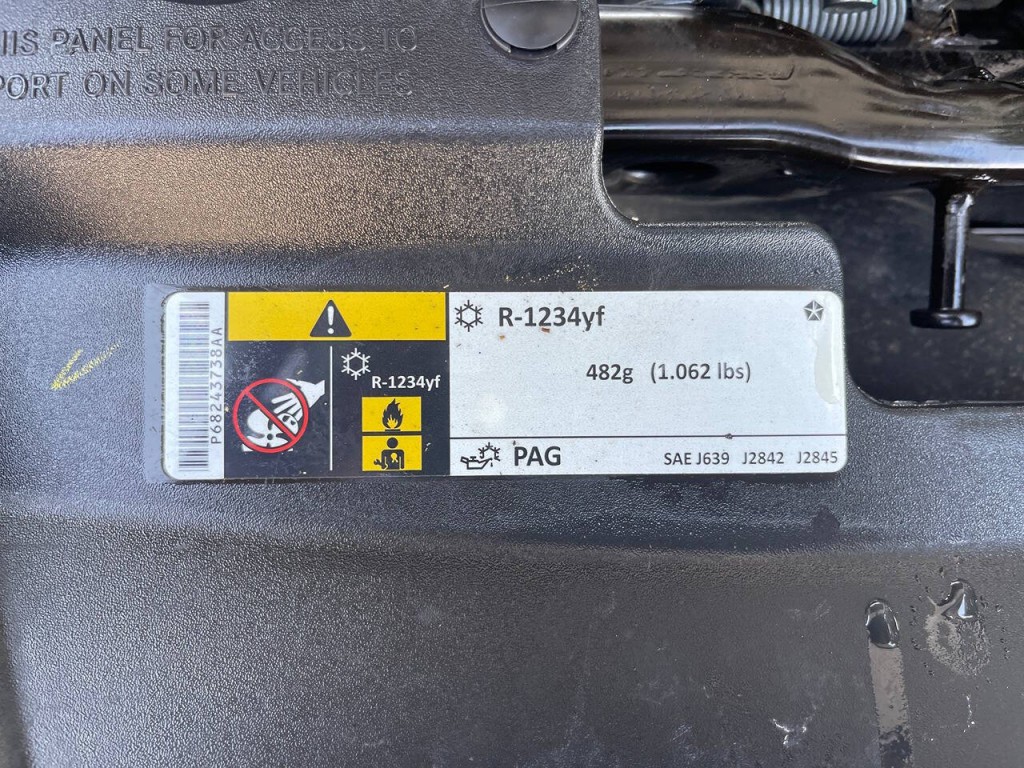 THIS PANEL FOR ACCESS TO
PORT ON SOME VEHICLES
P68243738AA
R-1234yf
R-1234yf
482g (1.062 lbs)
PAG
SAE J639 J2842 J2845